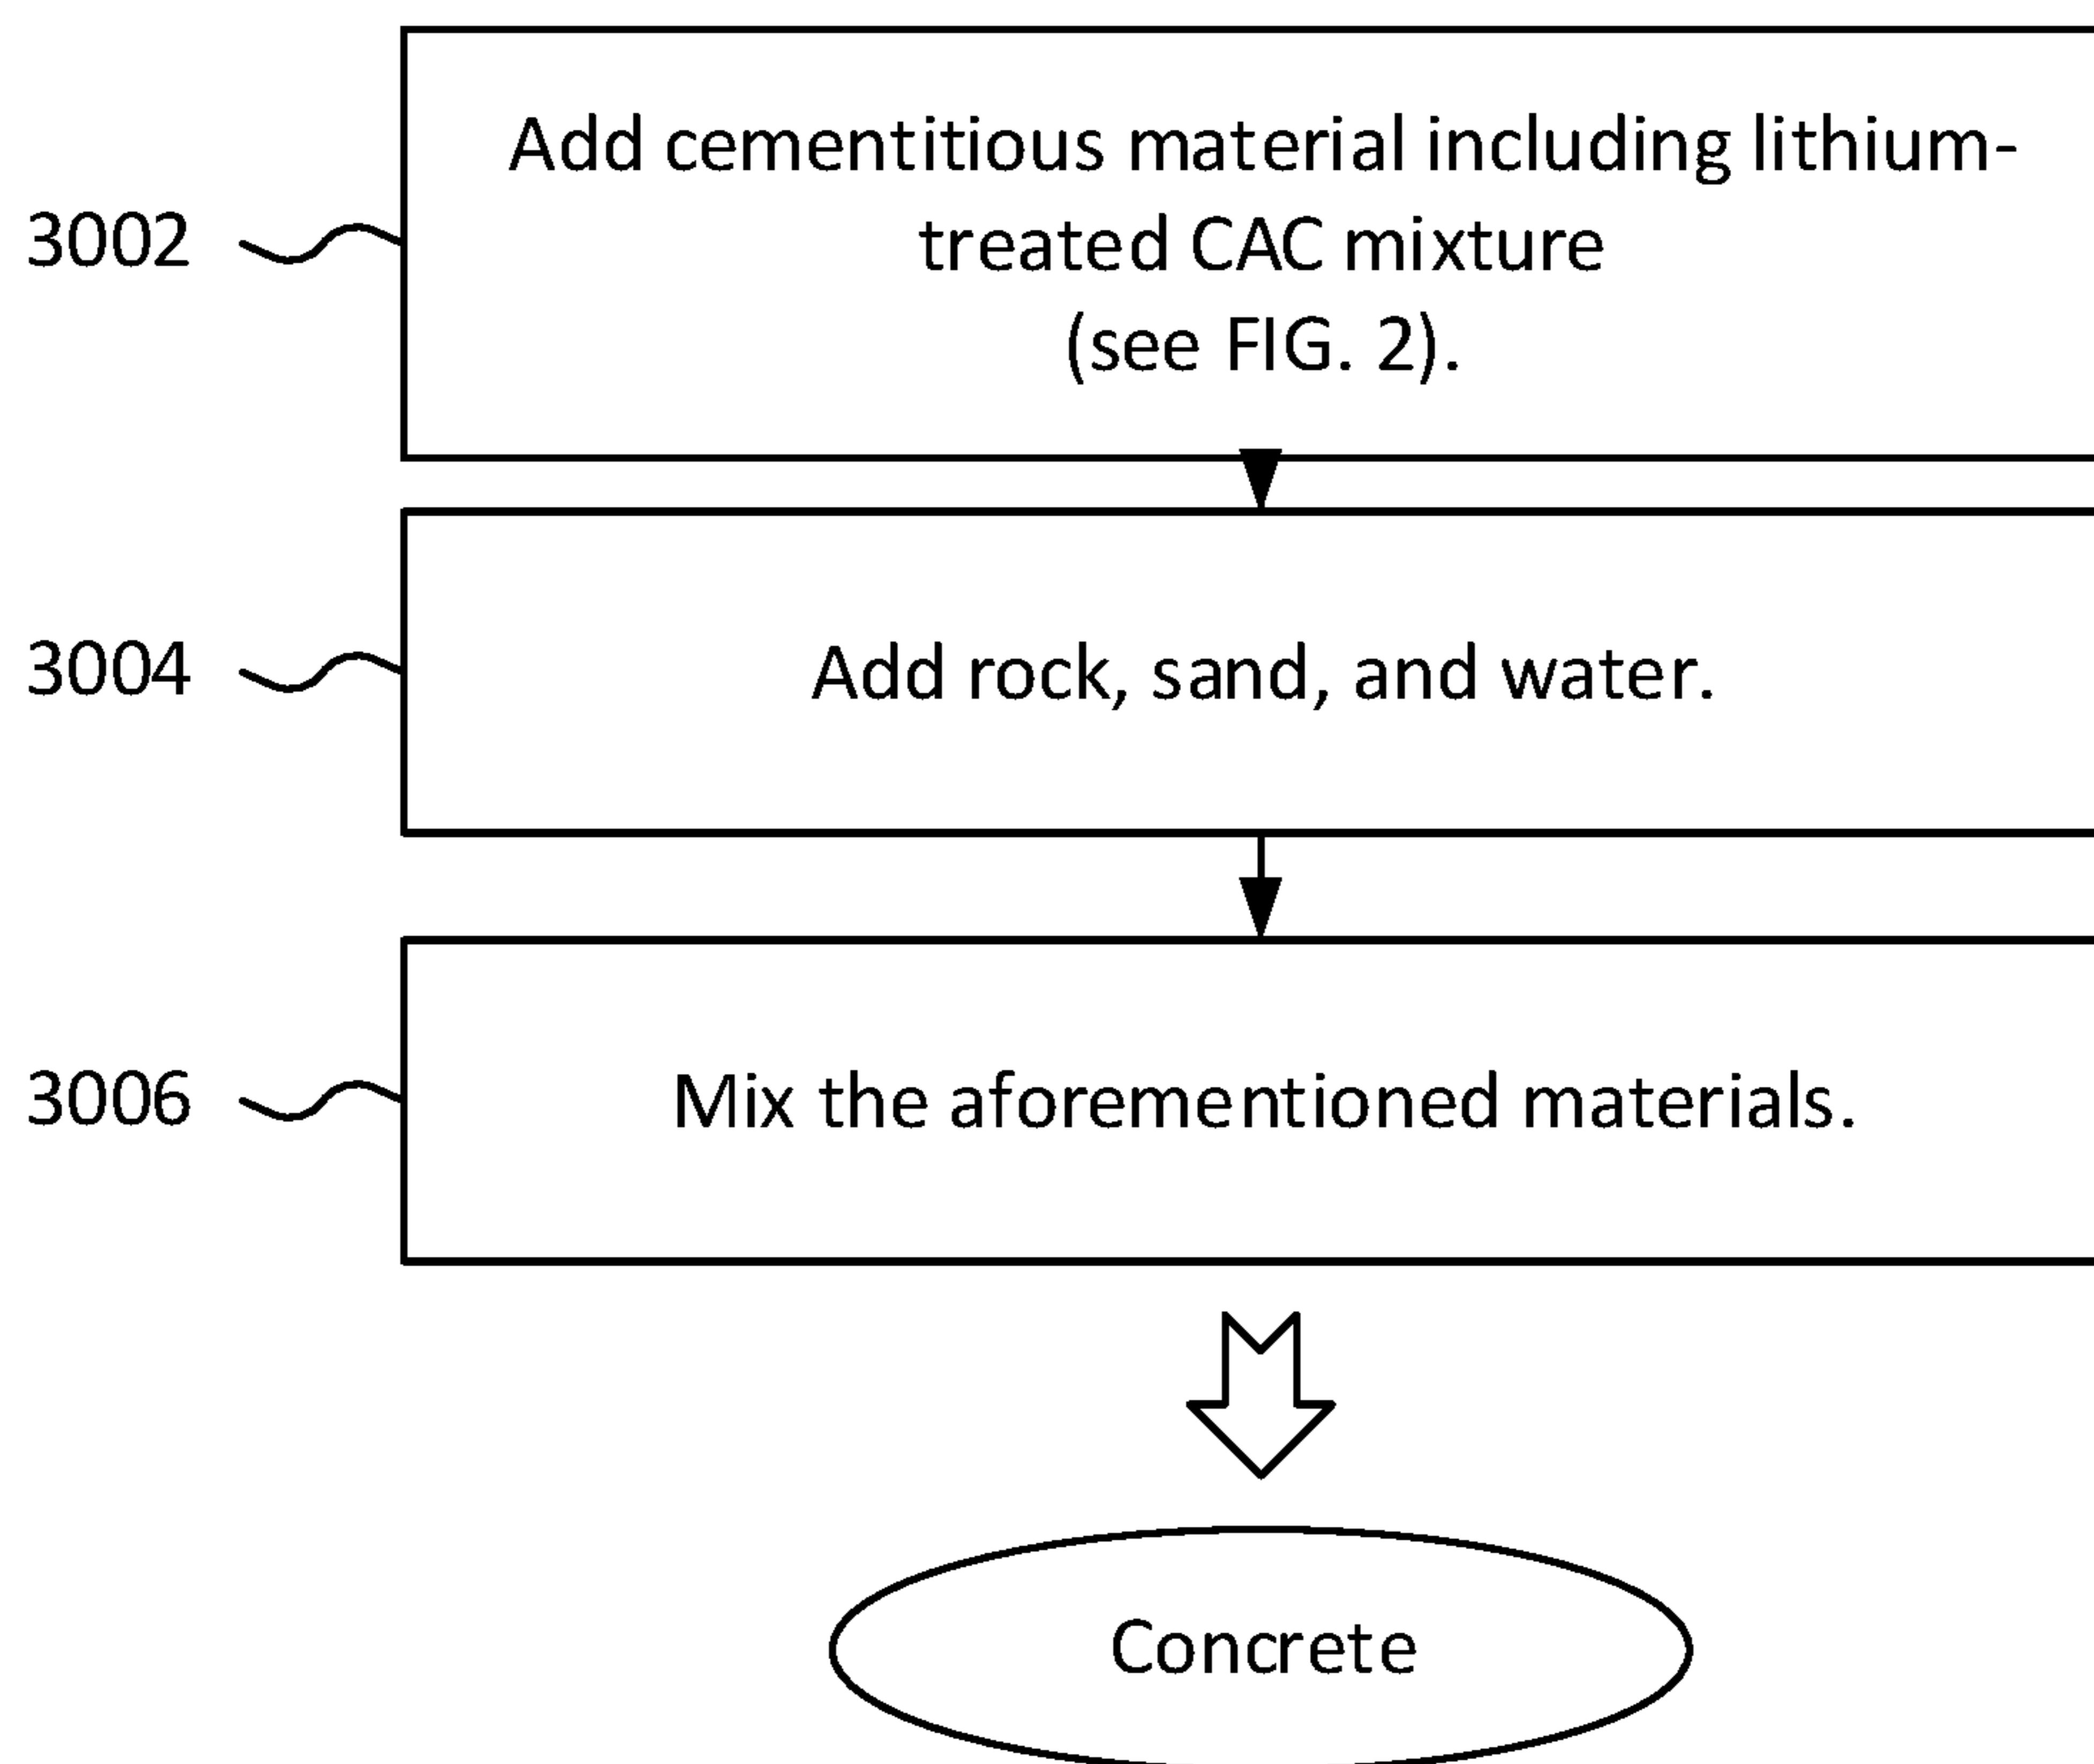 Add cementitious material including lithium-
3002
treated CAC mixture
(see FIG. 2).
3004
Add rock, sand, and water.
3006
Mix the aforementioned materials.
Concrete